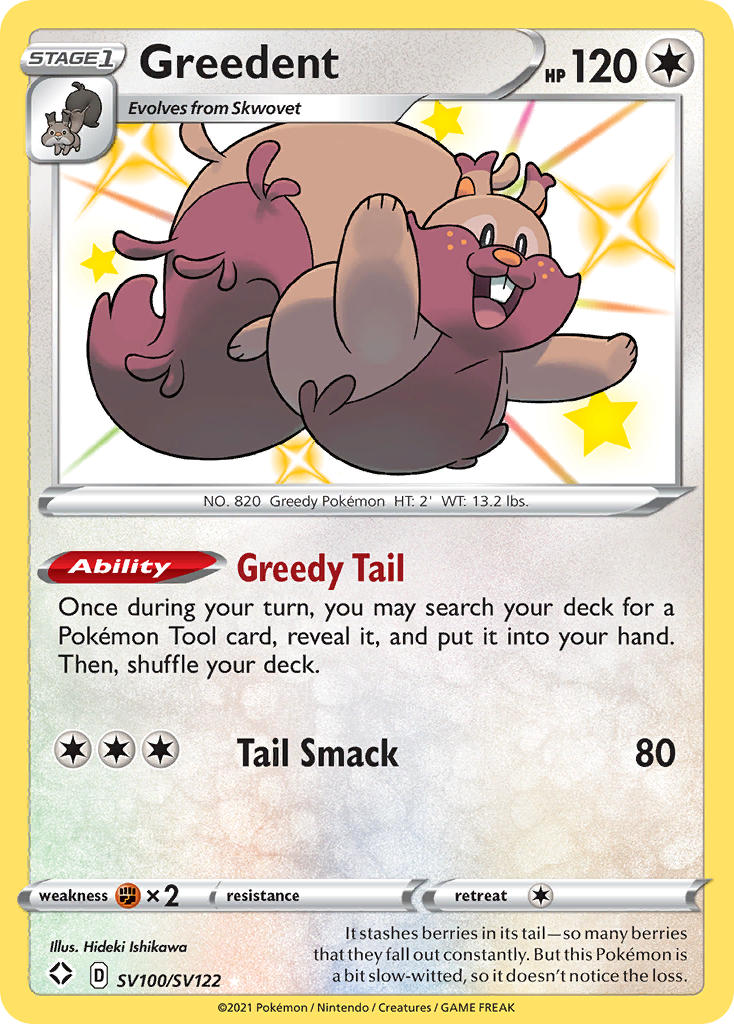 STAGE 1
Greedent
HP 120
Evolves from Skwovet
NO. 820 Greedy Pokémon HT: 2' WT: 13.2 lbs.
Ability
Greedy Tail
Once during your turn, you may search your deck for a
Pokémon Tool card, reveal it, and put it into your hand.
Then, shuffle your deck.
Tail Smack 80
weakness ×2 resistance retreat
Illus. Hideki Ishikawa
D SV100/SV122
It stashes berries in its tail—so many berries
that they fall out constantly. But this Pokémon is
a bit slow-witted, so it doesn't notice the loss.
©2021 Pokémon / Nintendo / Creatures / GAME FREAK